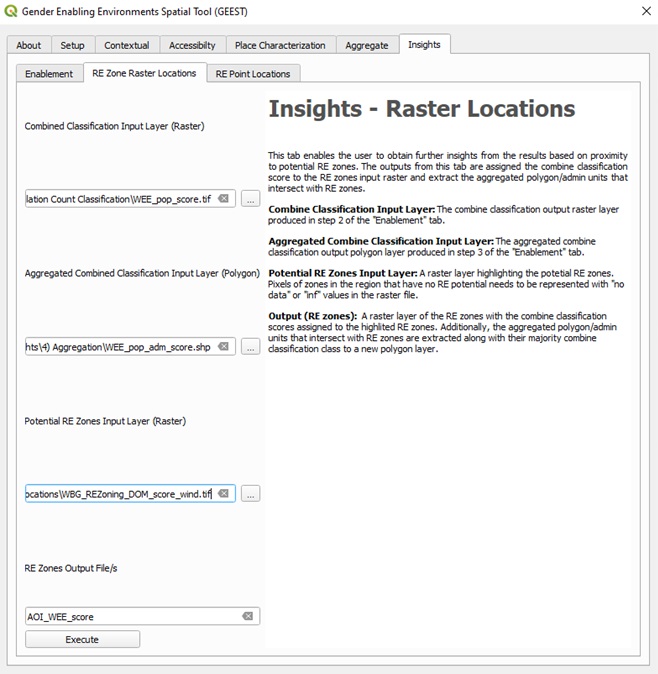 Gender Enabling Environments Spatial Tool (GEEST)
About Setup Contextual Accessibilty Place Characterization Aggregate Insights
Enablement RE Zone Raster Locations RE Point Locations
Combined Classification Input Layer (Raster)
lation Count Classification\WEE_pop_score.tif ...
Aggregated Combined Classification Input Layer (Polygon)
hts\4) Aggregation\WEE_pop_adm_score.shp ...
Potential RE Zones Input Layer (Raster)
ocations\WBG_REZoning_DOM_score_wind.tif ...
RE Zones Output File/s
AOI_WEE_score
Execute
Insights - Raster Locations
This tab enables the user to obtain further insights from the results based on proximity
to potential RE zones. The outputs from this tab are assigned the combine classification
score to the RE zones input raster and extract the aggregated polygon/admin units that
intersect with RE zones.
Combine Classification Input Layer: The combine classification output raster layer
produced in step 2 of the "Enablement" tab.
Aggregated Combine Classification Input Layer: The aggregated combine
classification output polygon layer produced in step 3 of the "Enablement" tab.
Potential RE Zones Input Layer: A raster layer highlighting the potetial RE zones.
Pixels of zones in the region that have no RE potential needs to be represented with "no
data" or "inf" values in the raster file.
Output (RE zones): A raster layer of the RE zones with the combine classification
scores assigned to the highlited RE zones. Additionally, the aggregated polygon/admin
units that intersect with RE zones are extracted along with their majority combine
classification class to a new polygon layer.